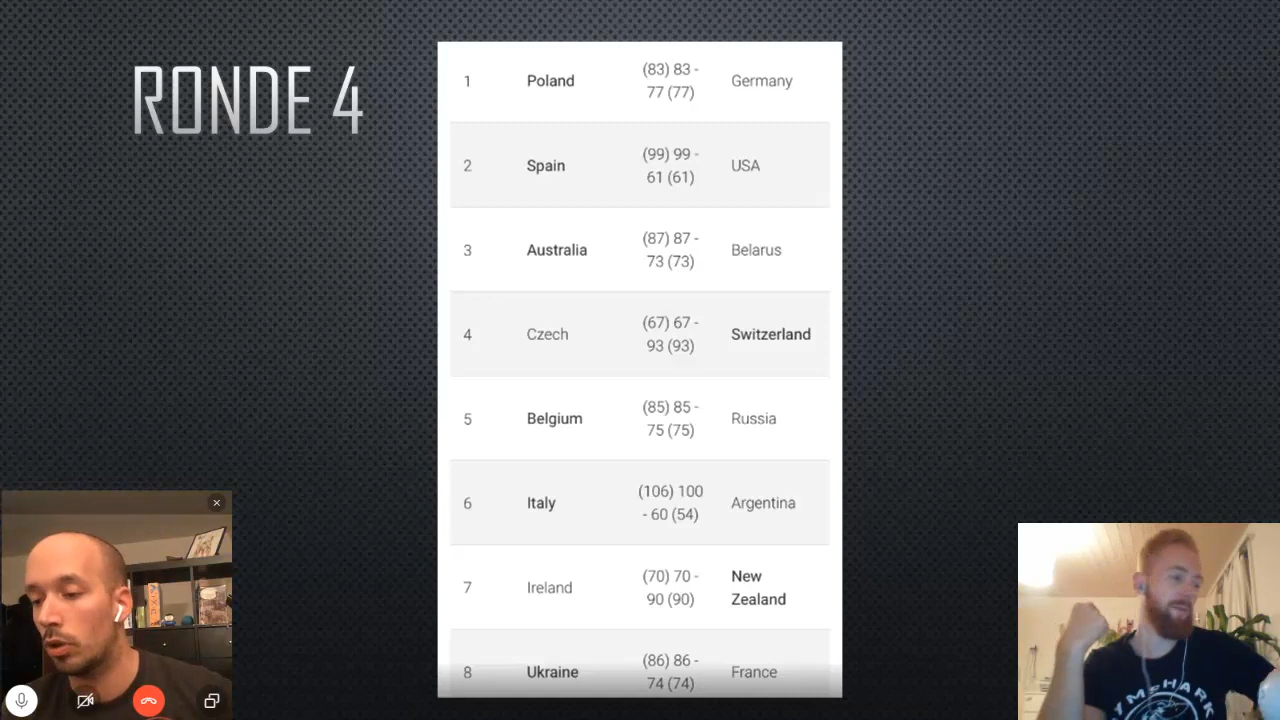 RONDE 4
1 Poland (83) 83 - Germany
77 (77)
2 Spain (99) 99 - USA
61 (61)
3 Australia (87) 87 - Belarus
73 (73)
4 Czech (67) 67 - Switzerland
93 (93)
5 Belgium (85) 85 - Russia
75 (75)
6 Italy (106) 100 Argentina
- 60 (54)
7 Ireland (70) 70 - New
90 (90) Zealand
8 Ukraine (86) 86 - France
74 (74)